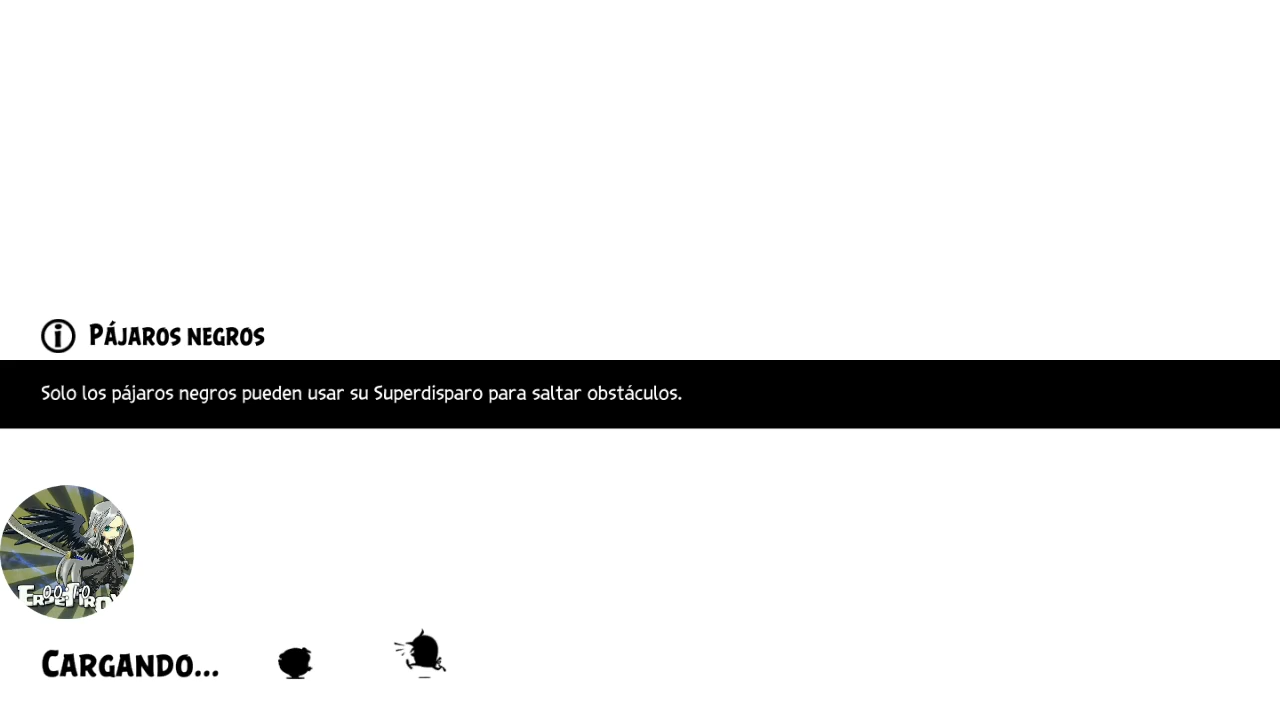 Pájaros negros
Solo los pájaros negros pueden usar su Superdisparo para saltar obstáculos.
Cargando...